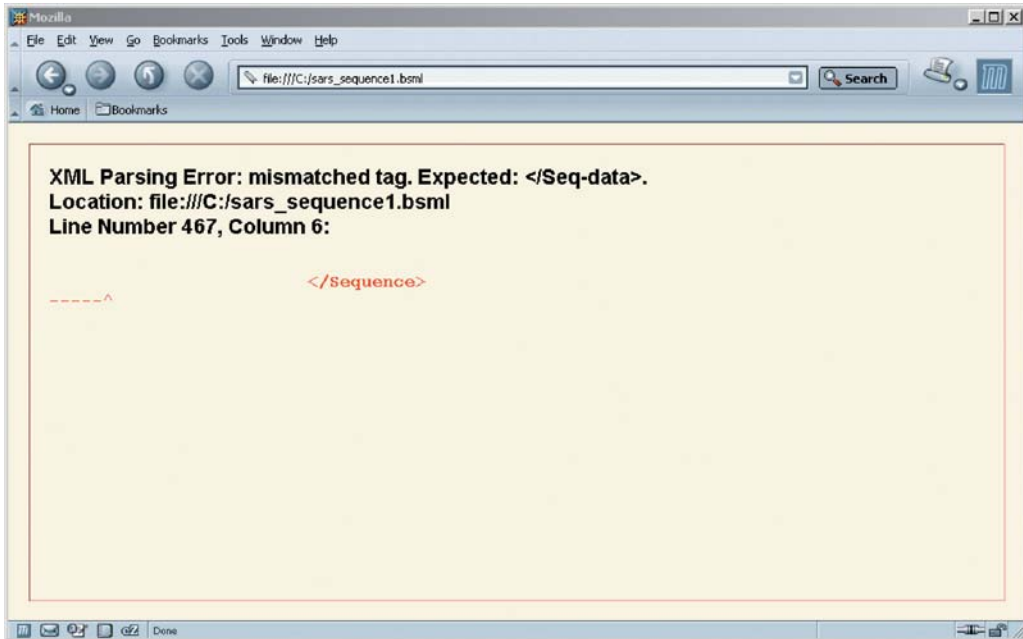 Mozilla
File Edit View Go Bookmarks Tools Window Help
file:///C:/sars_sequence1.bsml Search
Home Bookmarks
XML Parsing Error: mismatched tag. Expected: </Seq-data>.
Location: file:///C:/sars_sequence1.bsml
Line Number 467, Column 6:
</Sequence>
-----^
Done